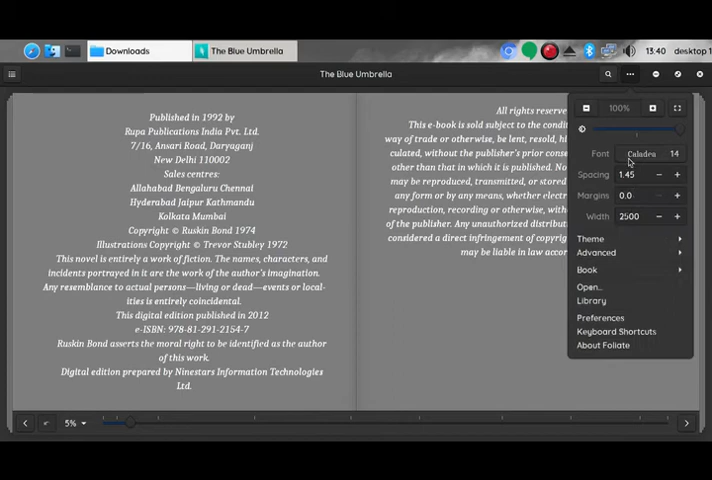 Downloads
The Blue Umbrella
13:40
desktop 1
The Blue Umbrella
Published in 1992 by
Rupa Publications India Pvt. Ltd.
7/16, Ansari Road, Daryaganj
New Delhi 110002
Sales centres:
Allahabad Bengaluru Chennai
Hyderabad Jaipur Kathmandu
Kolkata Mumbai
Copyright © Ruskin Bond 1974
Illustrations Copyright © Trevor Stubley 1972
This novel is entirely a work of fiction. The names, characters, and
incidents portrayed in it are the work of the author's imagination.
Any resemblance to actual persons—living or dead—events or local-
ities is entirely coincidental.
This digital edition published in 2012
e-ISBN: 978-81-291-2154-7
Ruskin Bond asserts the moral right to be identified as the author
of this work.
Digital edition prepared by Ninestars Information Technologies
Ltd.
All rights reserve
This e-book is sold subject to the condit
way of trade or otherwise, be lent, resold, hi
culated, without the publisher's prior conse
other than that in which it is published. No
may be reproduced, transmitted, or stored
any form or by any means, whether electr
reproduction, recording or otherwise, with
of the publisher. Any unauthorized distribut
considered a direct infringement of copyrig
may be liable in law accor
100%
Font Caladea 14
Spacing 1.45 − +
Margins 0.0 − +
Width 2500 − +
Theme
Advanced
Book
Open...
Library
Preferences
Keyboard Shortcuts
About Foliate
5%